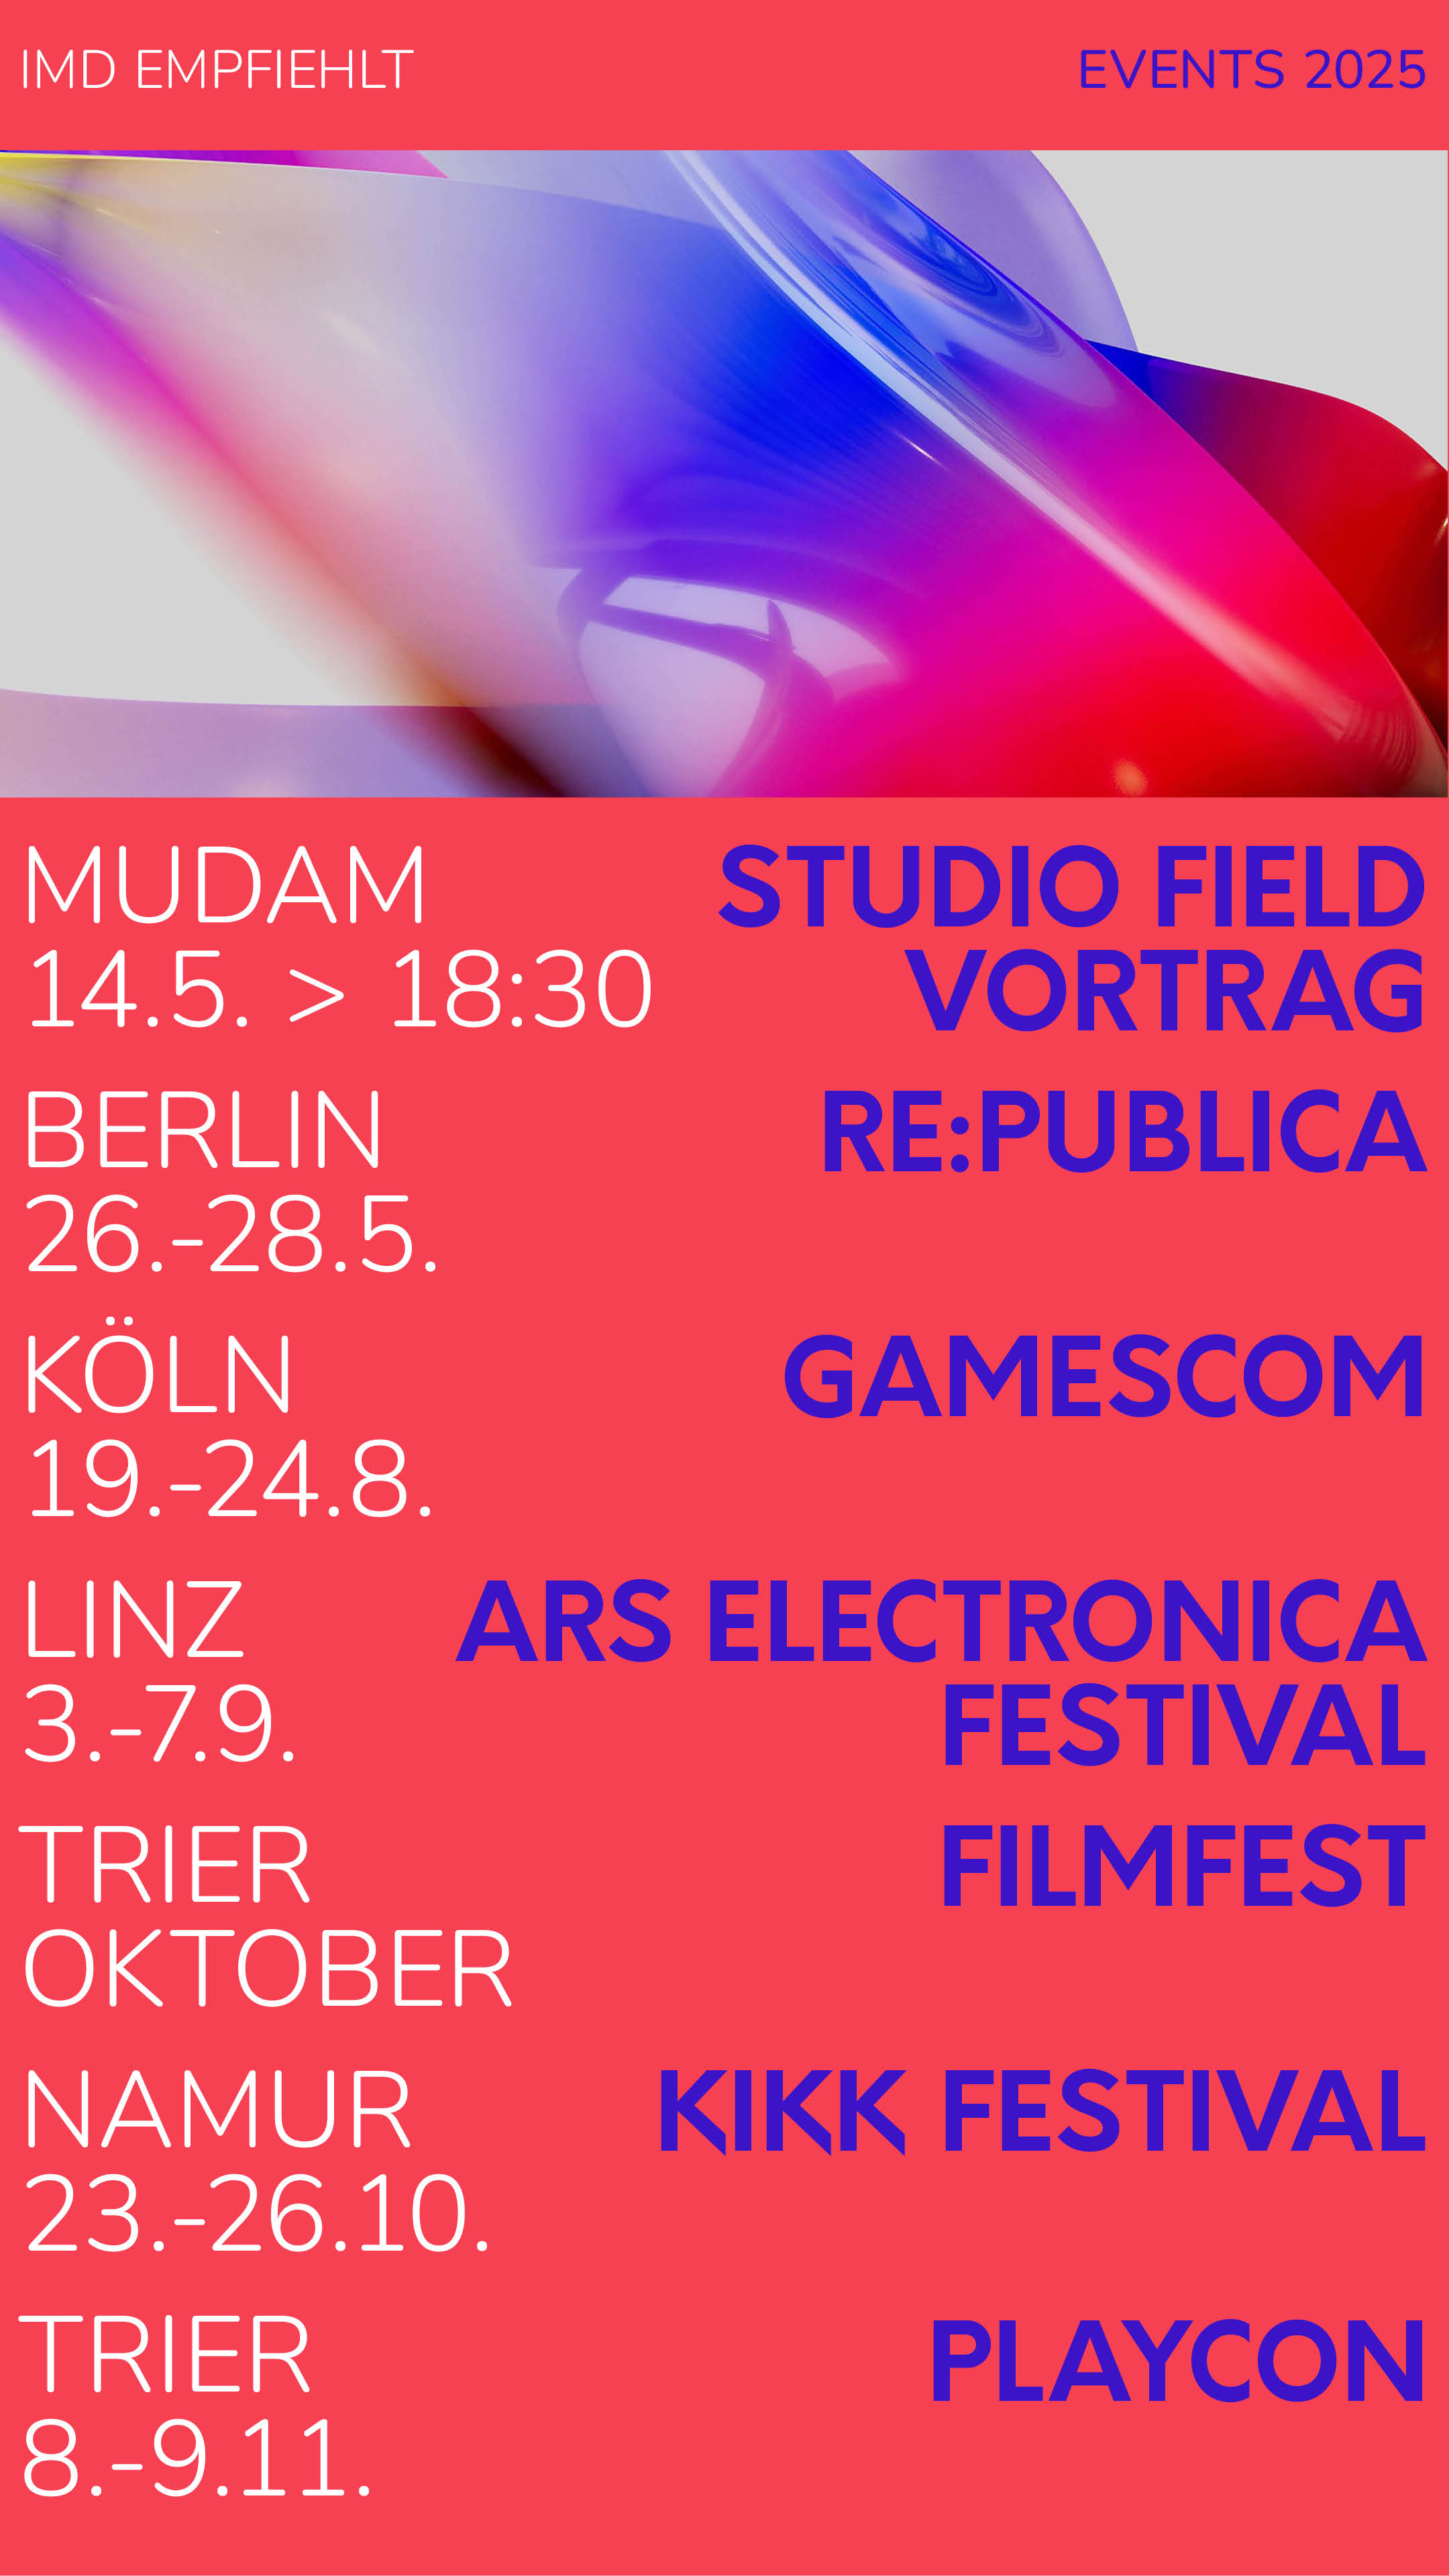 IMD EMPFIEHLT
EVENTS 2025
MUDAM
14.5. > 18:30
STUDIO FIELD
VORTRAG
BERLIN
26.-28.5.
RE:PUBLICA
KÖLN
19.-24.8.
GAMESCOM
LINZ
3.-7.9.
ARS ELECTRONICA
FESTIVAL
TRIER
OKTOBER
FILMFEST
NAMUR
23.-26.10.
KIKK FESTIVAL
TRIER
8.-9.11.
PLAYCON